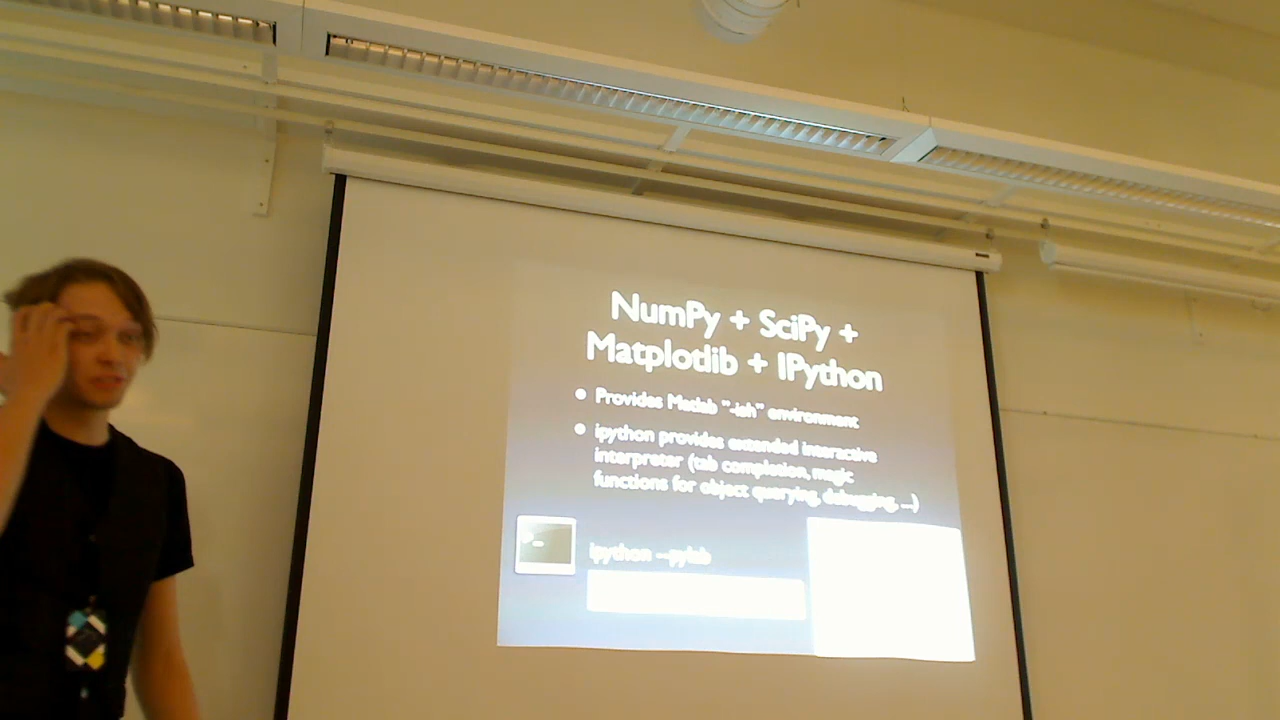 NumPy + SciPy +
Matplotlib + IPython
Provides Matlab "-ish" environment
ipython provides extended interactive
interpreter (tab completion, magic
functions for object querying, debugging, ...)
ipython --pylab